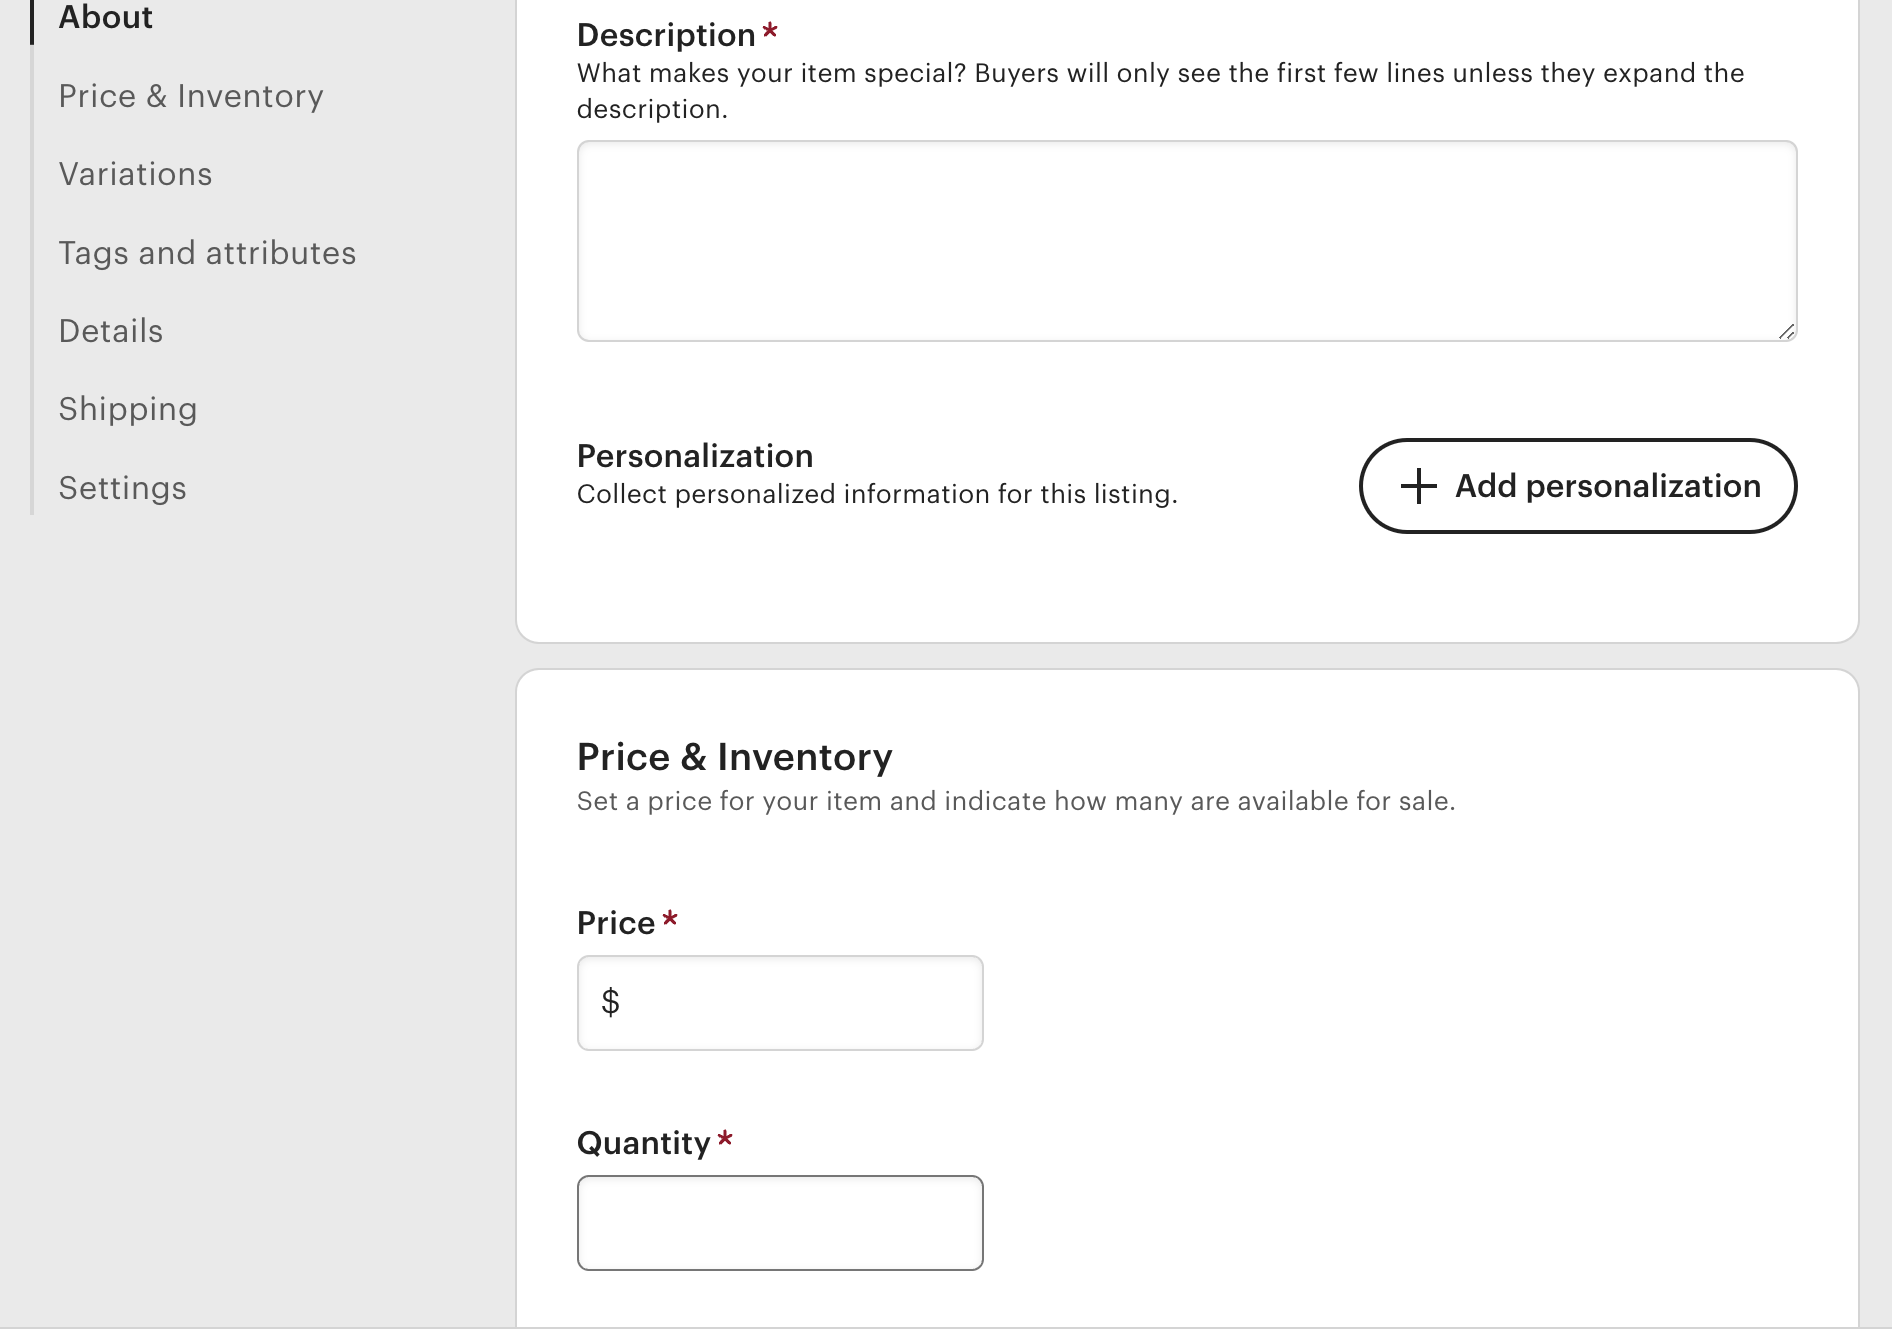 About
Price & Inventory
Variations
Tags and attributes
Details
Shipping
Settings
Description *
What makes your item special? Buyers will only see the first few lines unless they expand the
description.
Personalization
Collect personalized information for this listing.
+ Add personalization
Price & Inventory
Set a price for your item and indicate how many are available for sale.
Price *
$
Quantity *